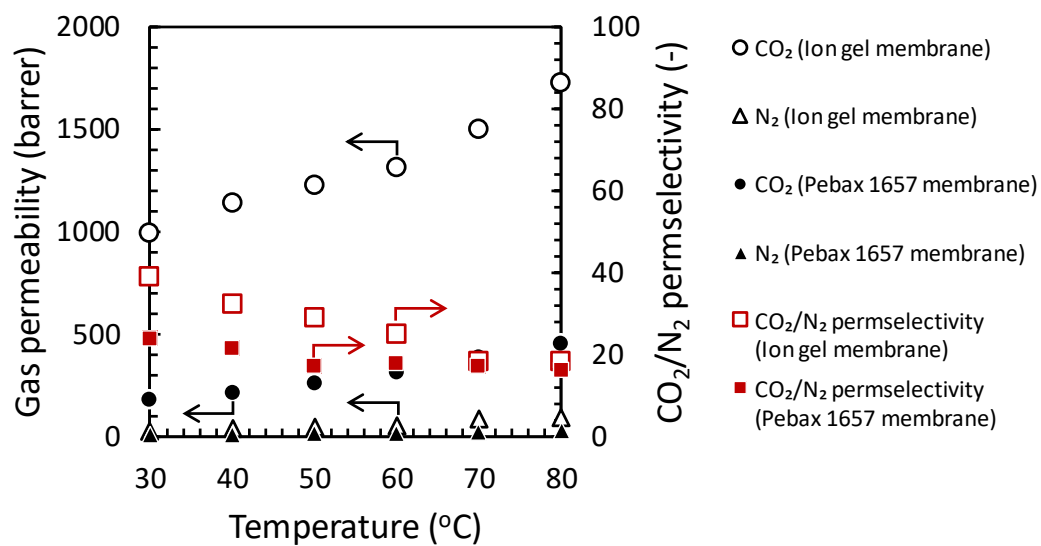 Gas permeability (barrer)
2000
1500
1000
500
0
30
40
50
60
70
80
Temperature (°C)
100
80
60
40
20
0
CO₂/N₂ permselectivity (-)
CO₂ (Ion gel membrane)
N₂ (Ion gel membrane)
CO₂ (Pebax 1657 membrane)
N₂ (Pebax 1657 membrane)
CO₂/N₂ permselectivity
(Ion gel membrane)
CO₂/N₂ permselectivity
(Pebax 1657 membrane)